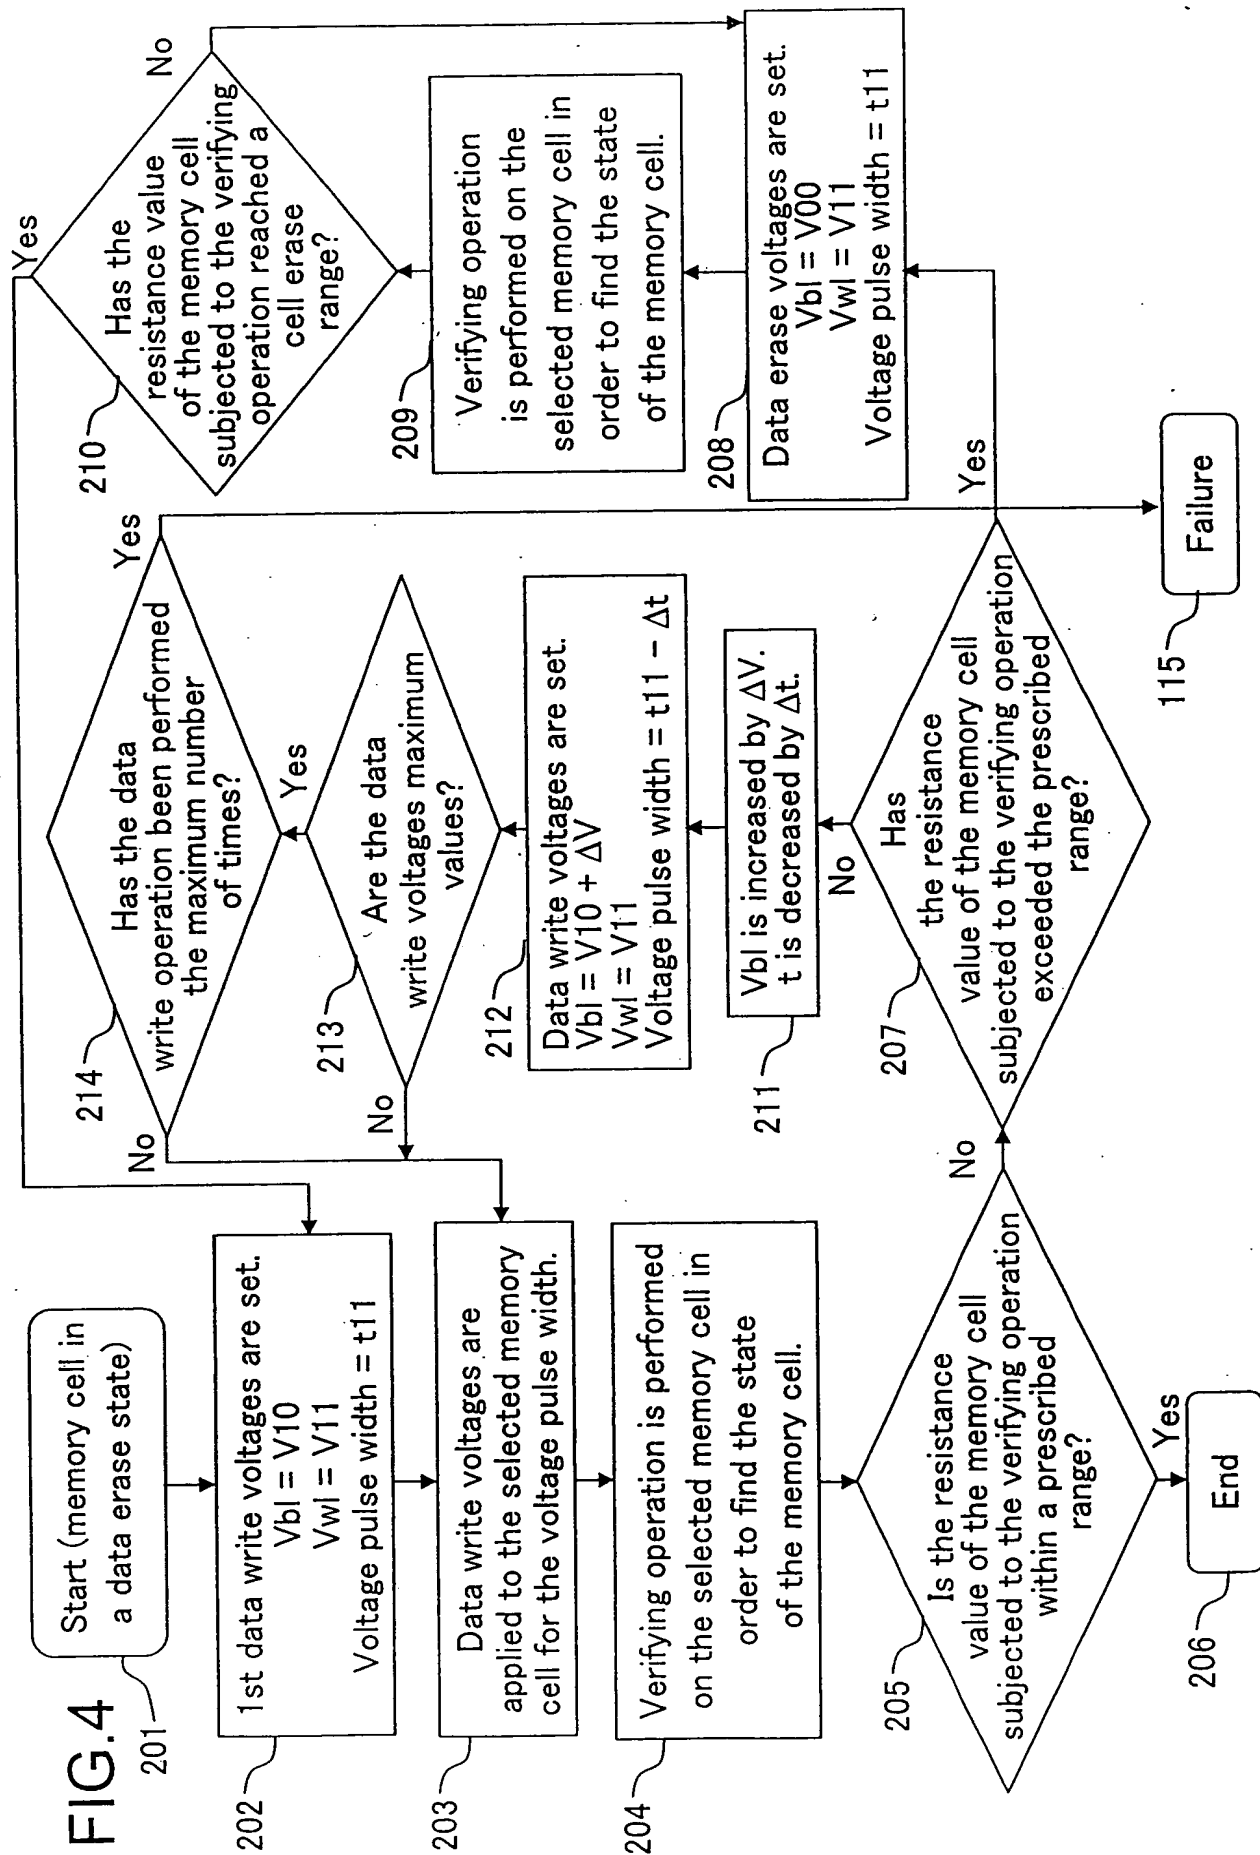 FIG.4
201
Start (memory cell in
a data erase state)
202
1st data write voltages are set.
Vbl = V10
Vwl = V11
Voltage pulse width = t11
203
Data write voltages are
applied to the selected memory
cell for the voltage pulse width.
204
Verifying operation is performed
on the selected memory cell in
order to find the state
of the memory cell.
205
Is the resistance
value of the memory cell
subjected to the verifying operation
within a prescribed
range?
No
Yes
206
End
207
Has
the resistance
value of the memory cell
subjected to the verifying operation
exceeded the prescribed
range?
No
Yes
211
Vbl is increased by ΔV.
t is decreased by Δt.
212
Data write voltages are set.
Vbl = V10 + ΔV
Vwl = V11
Voltage pulse width = t11 − Δt
213
Are the data
write voltages maximum
values?
No
Yes
214
Has the data
write operation been performed
the maximum number
of times?
No
Yes
115
Failure
208
Data erase voltages are set.
Vbl = V00
Vwl = V11
Voltage pulse width = t11
209
Verifying operation
is performed on the
selected memory cell in
order to find the state
of the memory cell.
210
Has the
resistance value
of the memory cell
subjected to the verifying
operation reached a
cell erase
range?
Yes
No